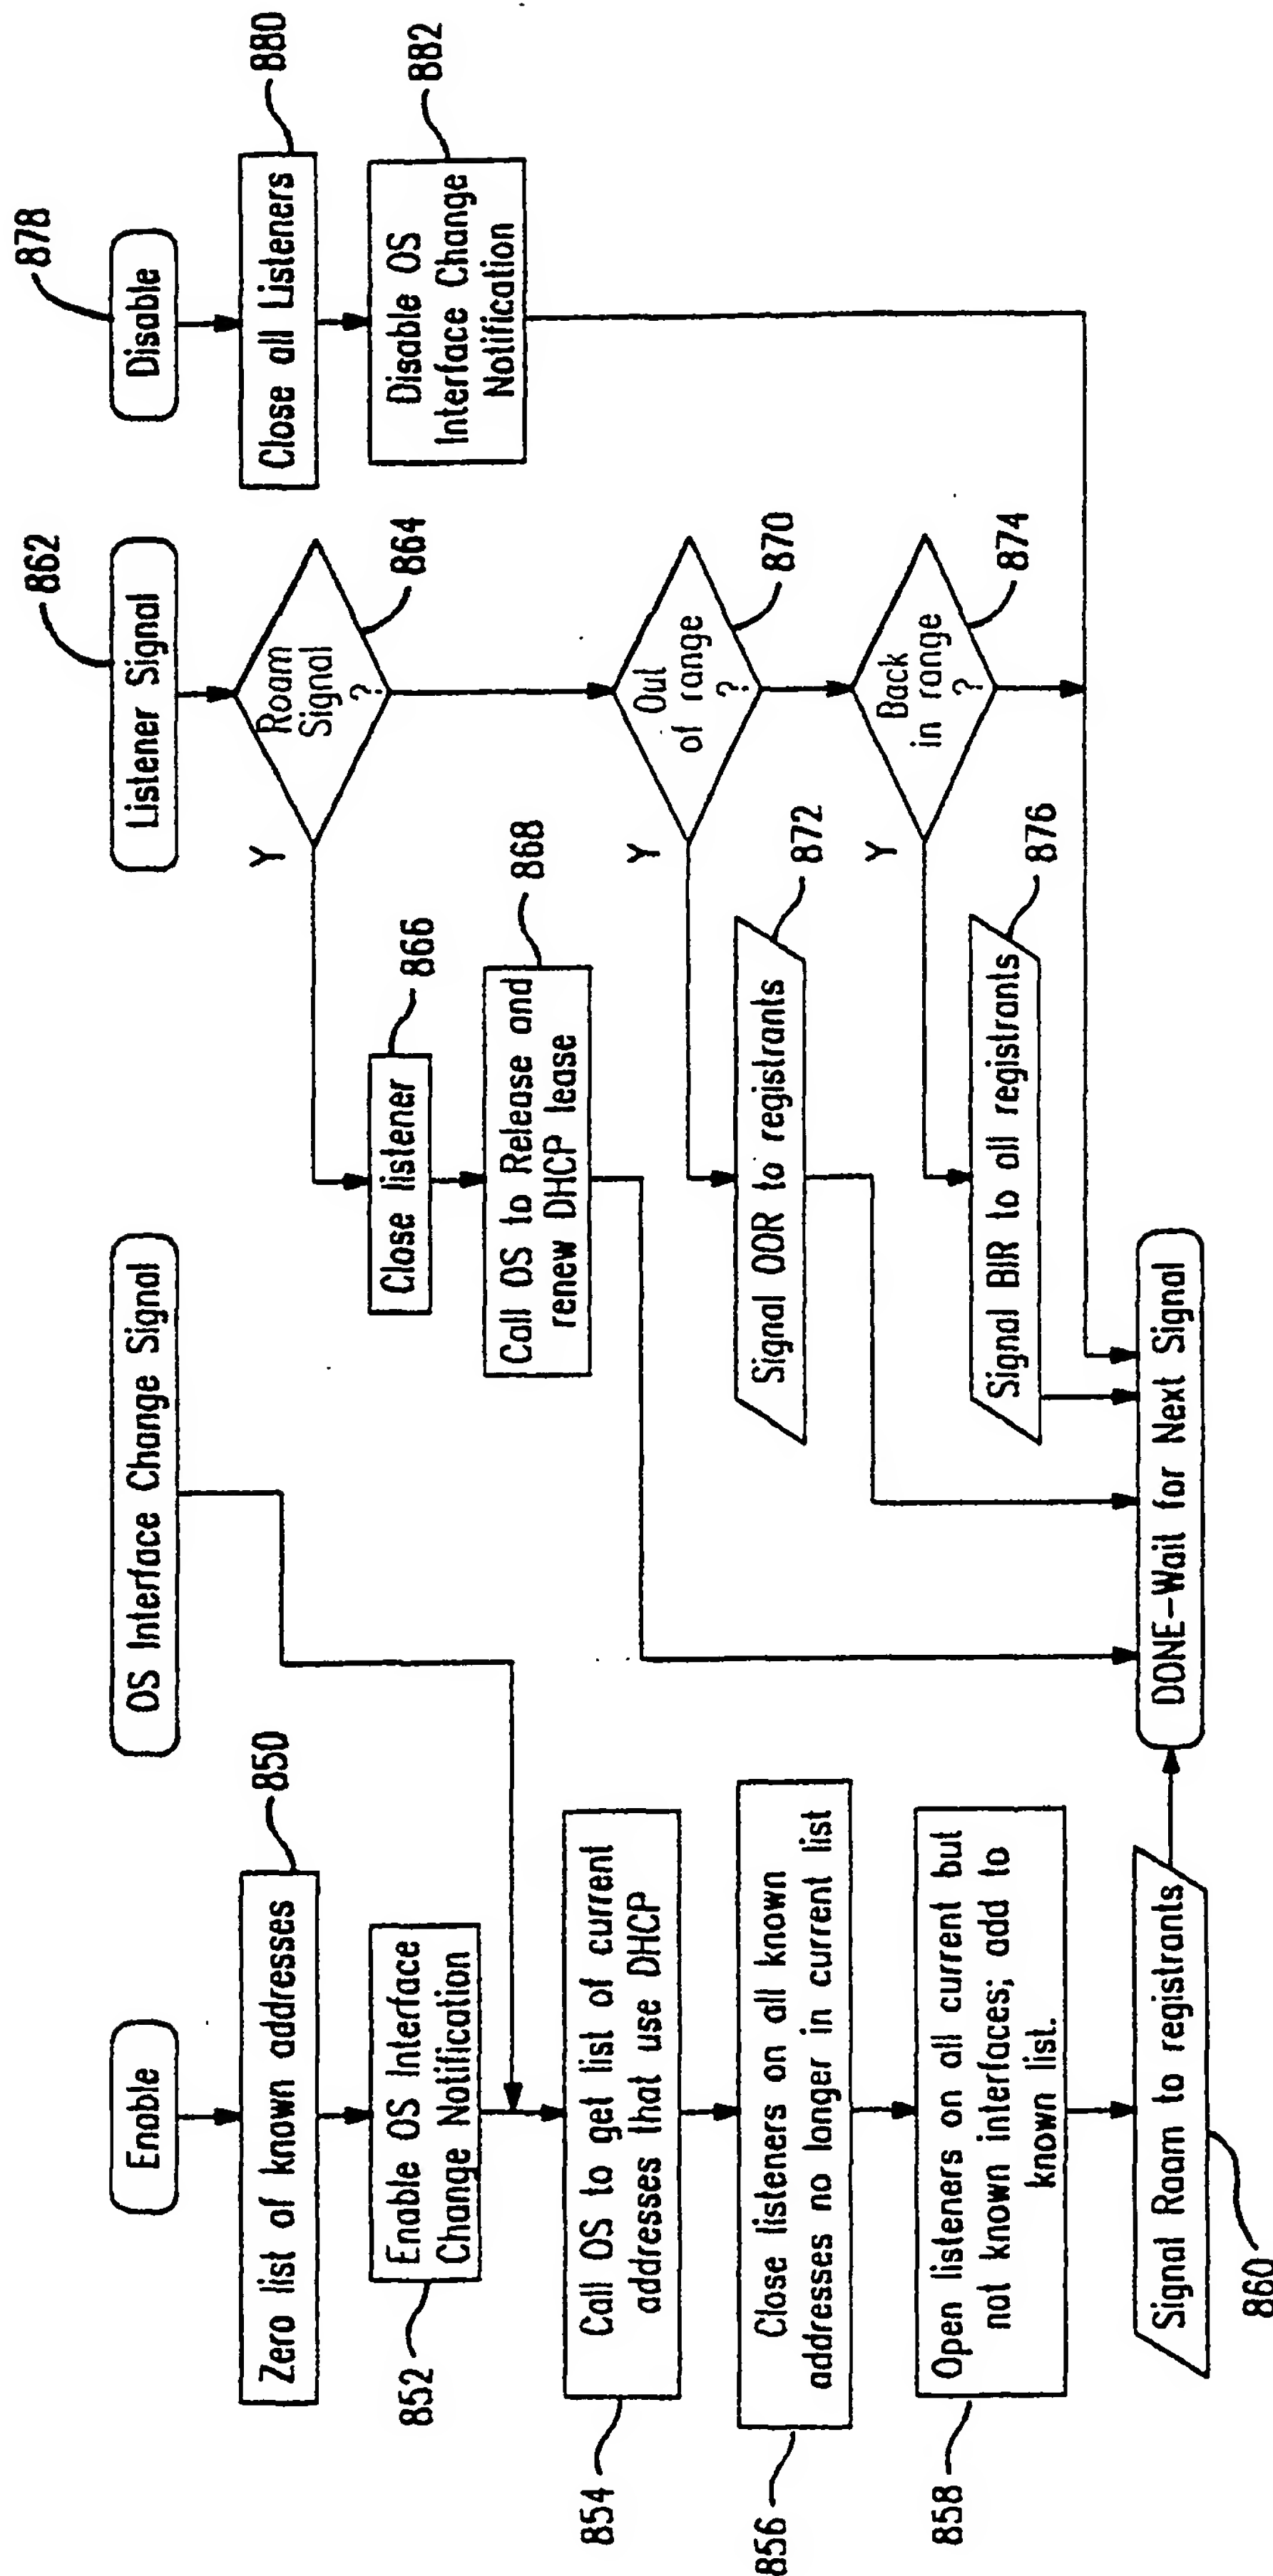 Enable
Zero list of known addresses
850
Enable OS Interface
Change Notification
852
Call OS to get list of current
addresses that use DHCP
854
Close listeners on all known
addresses no longer in current list
856
Open listeners on all current but
not known interfaces; add to
known list.
858
Signal Roam to registrants
860
OS Interface Change Signal
Listener Signal
862
Roam
Signal
?
864
Y
Close listener
866
Call OS to Release and
renew DHCP lease
868
Out
of range
?
870
Y
Signal OOR to registrants
872
Back
in range
?
874
Y
Signal BIR to all registrants
876
Disable
878
Close all Listeners
880
Disable OS
Interface Change
Notification
882
DONE-Wait for Next Signal